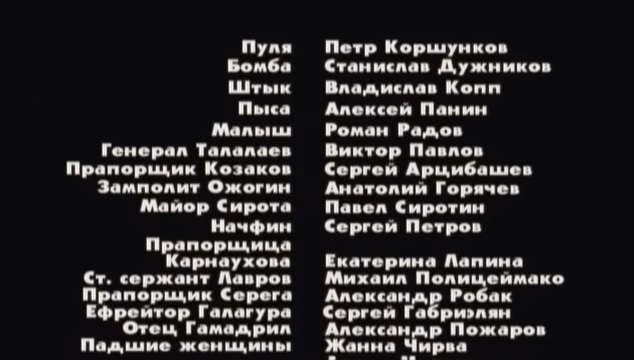 Пуля Петр Коршунков
Бомба Станислав Дужников
Штык Владислав Копп
Пыса Алексей Панин
Малыш Роман Радов
Генерал Талалаев Виктор Павлов
Прапорщик Козаков Сергей Арцибашев
Замполит Ожогин Анатолий Горячев
Майор Сирота Павел Сиротин
Начфин Сергей Петров
Прапорщица
Карнаухова Екатерина Лапина
Ст. сержант Лавров Михаил Полицеймако
Прапорщик Серега Александр Робак
Ефрейтор Галагура Сергей Габриэлян
Отец Гамадрил Александр Пожаров
Падшие женщины Жанна Чирва